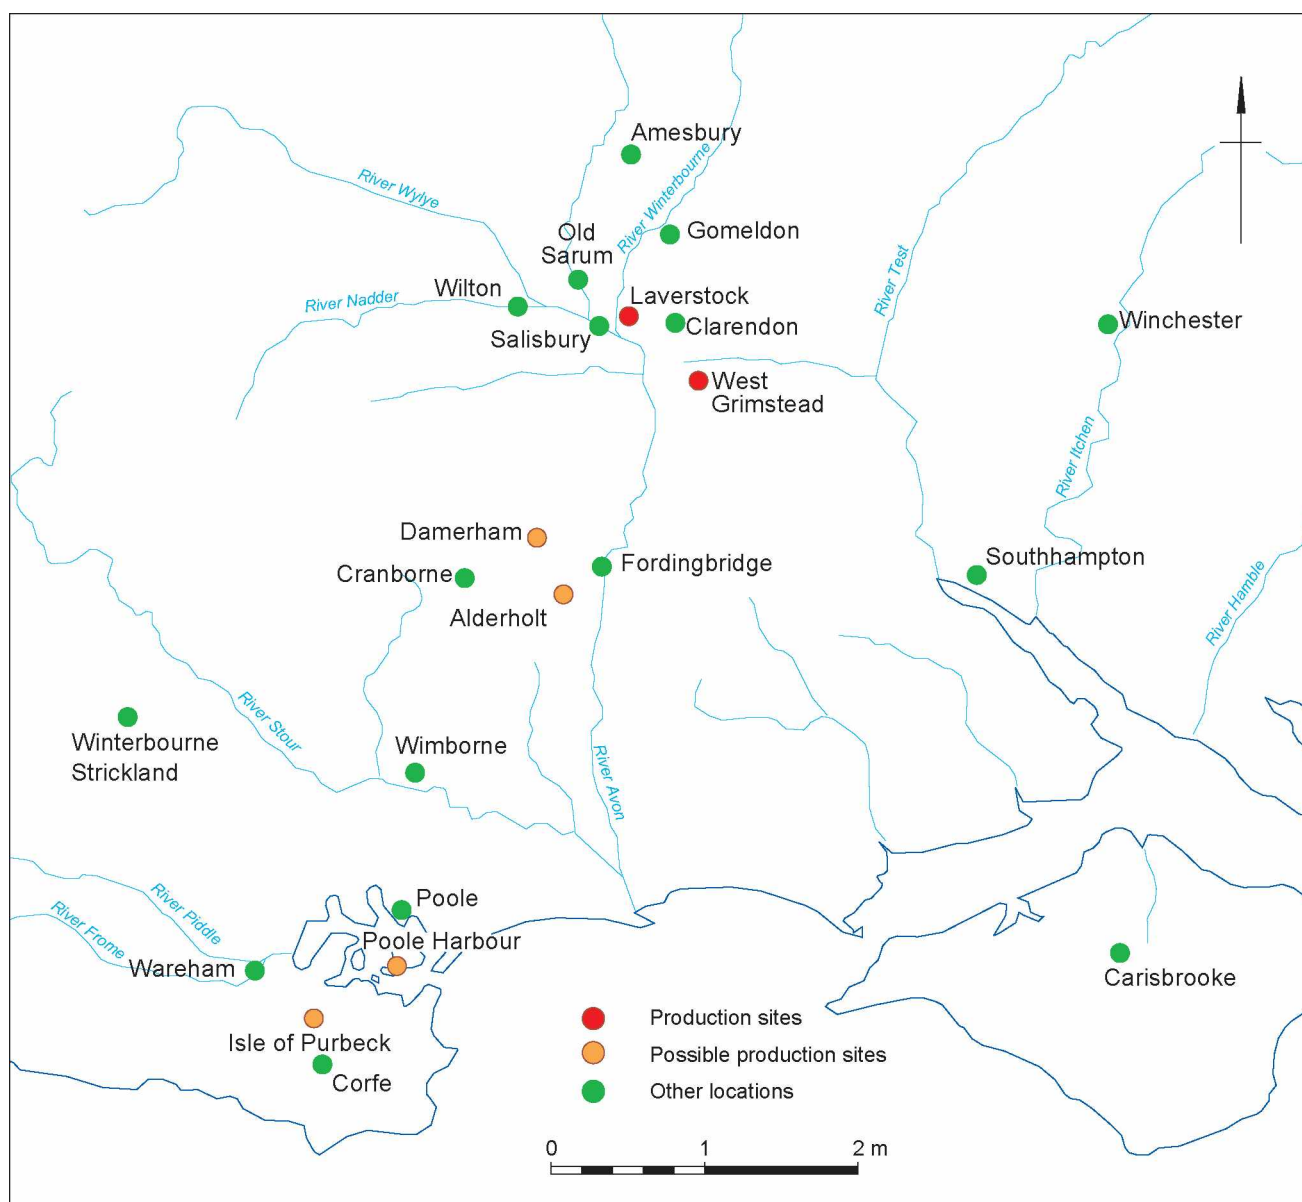 Amesbury
River Wylye
River Winterbourne
Old
Sarum
Gomeldon
River Test
Wilton
River Nadder
Laverstock
Salisbury
Clarendon
Winchester
West
Grimstead
River Itchen
Damerham
Cranborne
Fordingbridge
Southhampton
Alderholt
River Hamble
River Stour
Winterbourne
Strickland
Wimborne
River Avon
Poole
River Piddle
River Frome
Poole Harbour
Wareham
Carisbrooke
Isle of Purbeck
Corfe
Production sites
Possible production sites
Other locations
0 1 2 m